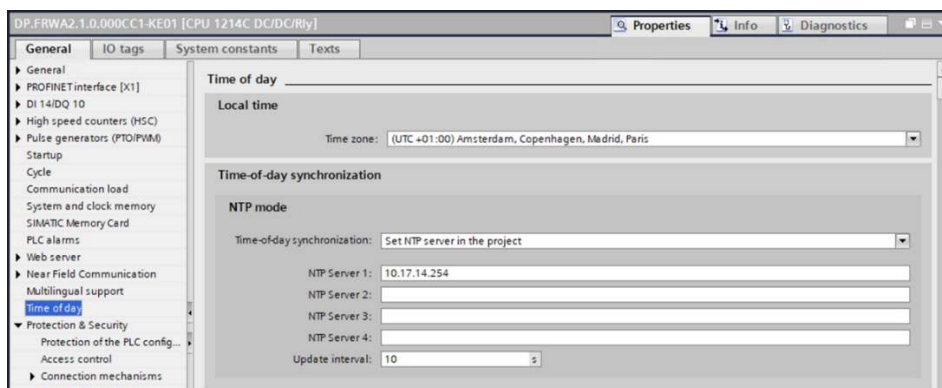 DP.FRWA2.1.0.000CC1-KE01 [CPU 1214C DC/DC/Rly]
Properties
Info
Diagnostics
General
IO tags
System constants
Texts
General
PROFINET interface [X1]
DI 14/DQ 10
High speed counters (HSC)
Pulse generators (PTO/PWM)
Startup
Cycle
Communication load
System and clock memory
SIMATIC Memory Card
PLC alarms
Web server
Near Field Communication
Multilingual support
Time of day
Protection & Security
Protection of the PLC config...
Access control
Connection mechanisms
Time of day
Local time
Time zone: (UTC +01:00) Amsterdam, Copenhagen, Madrid, Paris
Time-of-day synchronization
NTP mode
Time-of-day synchronization: Set NTP server in the project
NTP Server 1: 10.17.14.254
NTP Server 2:
NTP Server 3:
NTP Server 4:
Update interval: 10 s